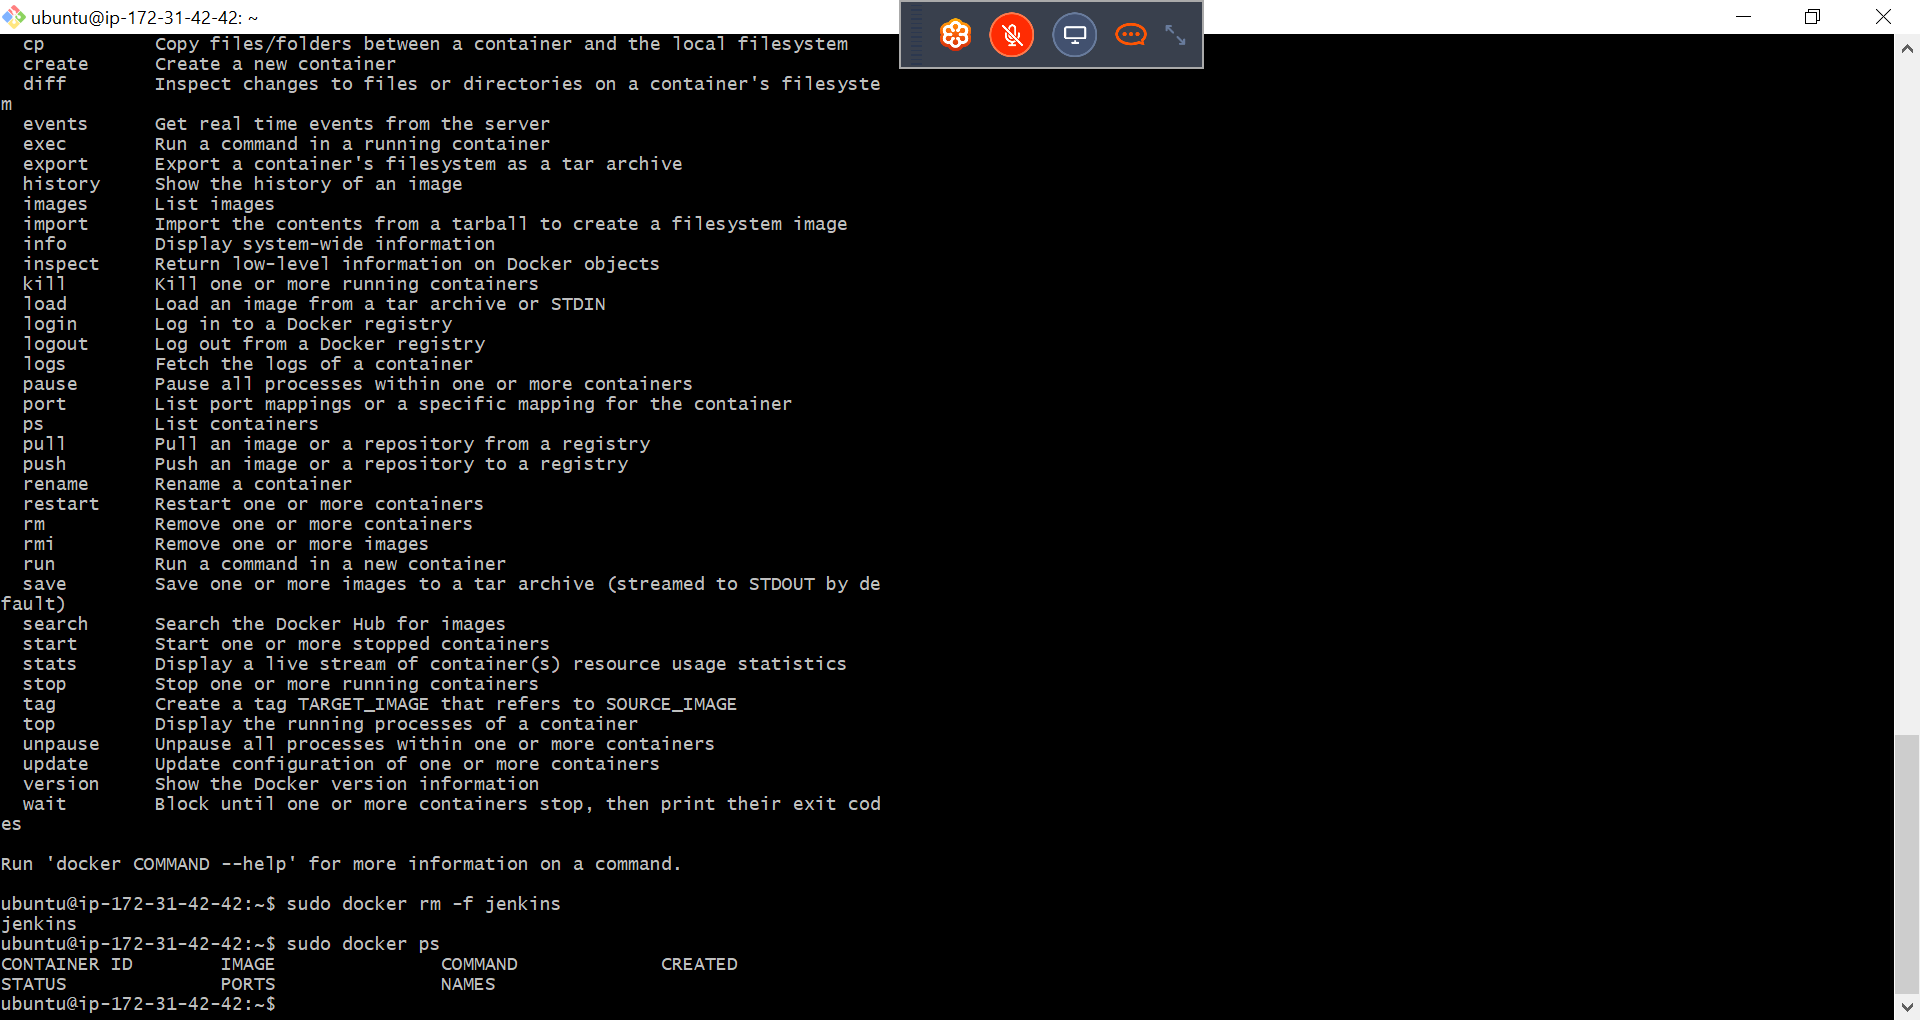 ubuntu@ip-172-31-42-42: ~
  cp          Copy files/folders between a container and the local filesystem
  create      Create a new container
  diff        Inspect changes to files or directories on a container's filesyste
m
  events      Get real time events from the server
  exec        Run a command in a running container
  export      Export a container's filesystem as a tar archive
  history     Show the history of an image
  images      List images
  import      Import the contents from a tarball to create a filesystem image
  info        Display system-wide information
  inspect     Return low-level information on Docker objects
  kill        Kill one or more running containers
  load        Load an image from a tar archive or STDIN
  login       Log in to a Docker registry
  logout      Log out from a Docker registry
  logs        Fetch the logs of a container
  pause       Pause all processes within one or more containers
  port        List port mappings or a specific mapping for the container
  ps          List containers
  pull        Pull an image or a repository from a registry
  push        Push an image or a repository to a registry
  rename      Rename a container
  restart     Restart one or more containers
  rm          Remove one or more containers
  rmi         Remove one or more images
  run         Run a command in a new container
  save        Save one or more images to a tar archive (streamed to STDOUT by de
fault)
  search      Search the Docker Hub for images
  start       Start one or more stopped containers
  stats       Display a live stream of container(s) resource usage statistics
  stop        Stop one or more running containers
  tag         Create a tag TARGET_IMAGE that refers to SOURCE_IMAGE
  top         Display the running processes of a container
  unpause     Unpause all processes within one or more containers
  update      Update configuration of one or more containers
  version     Show the Docker version information
  wait        Block until one or more containers stop, then print their exit cod
es
Run 'docker COMMAND --help' for more information on a command.
ubuntu@ip-172-31-42-42:~$ sudo docker rm -f jenkins
jenkins
ubuntu@ip-172-31-42-42:~$ sudo docker ps
CONTAINER ID        IMAGE               COMMAND             CREATED
STATUS              PORTS               NAMES
ubuntu@ip-172-31-42-42:~$